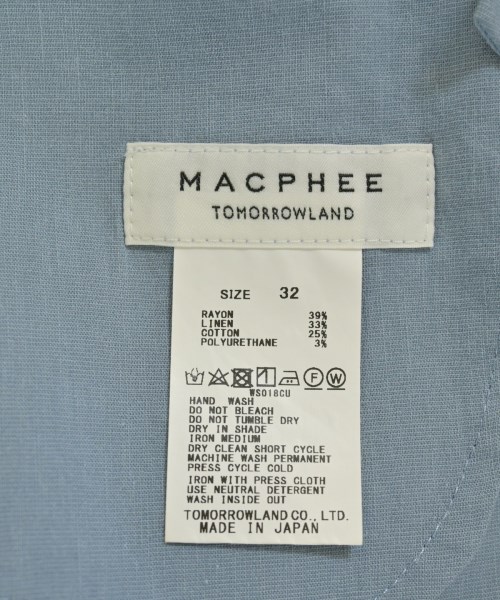 MACPHEE
TOMORROWLAND
SIZE 32
RAYON 39%
LINEN 33%
COTTON 25%
POLYURETHANE 3%
F W
WS018CU
HAND WASH
DO NOT BLEACH
DO NOT TUMBLE DRY
DRY IN SHADE
IRON MEDIUM
DRY CLEAN SHORT CYCLE
MACHINE WASH PERMANENT
PRESS CYCLE COLD
IRON WITH PRESS CLOTH
USE NEUTRAL DETERGENT
WASH INSIDE OUT
TOMORROWLAND CO., LTD.
MADE IN JAPAN